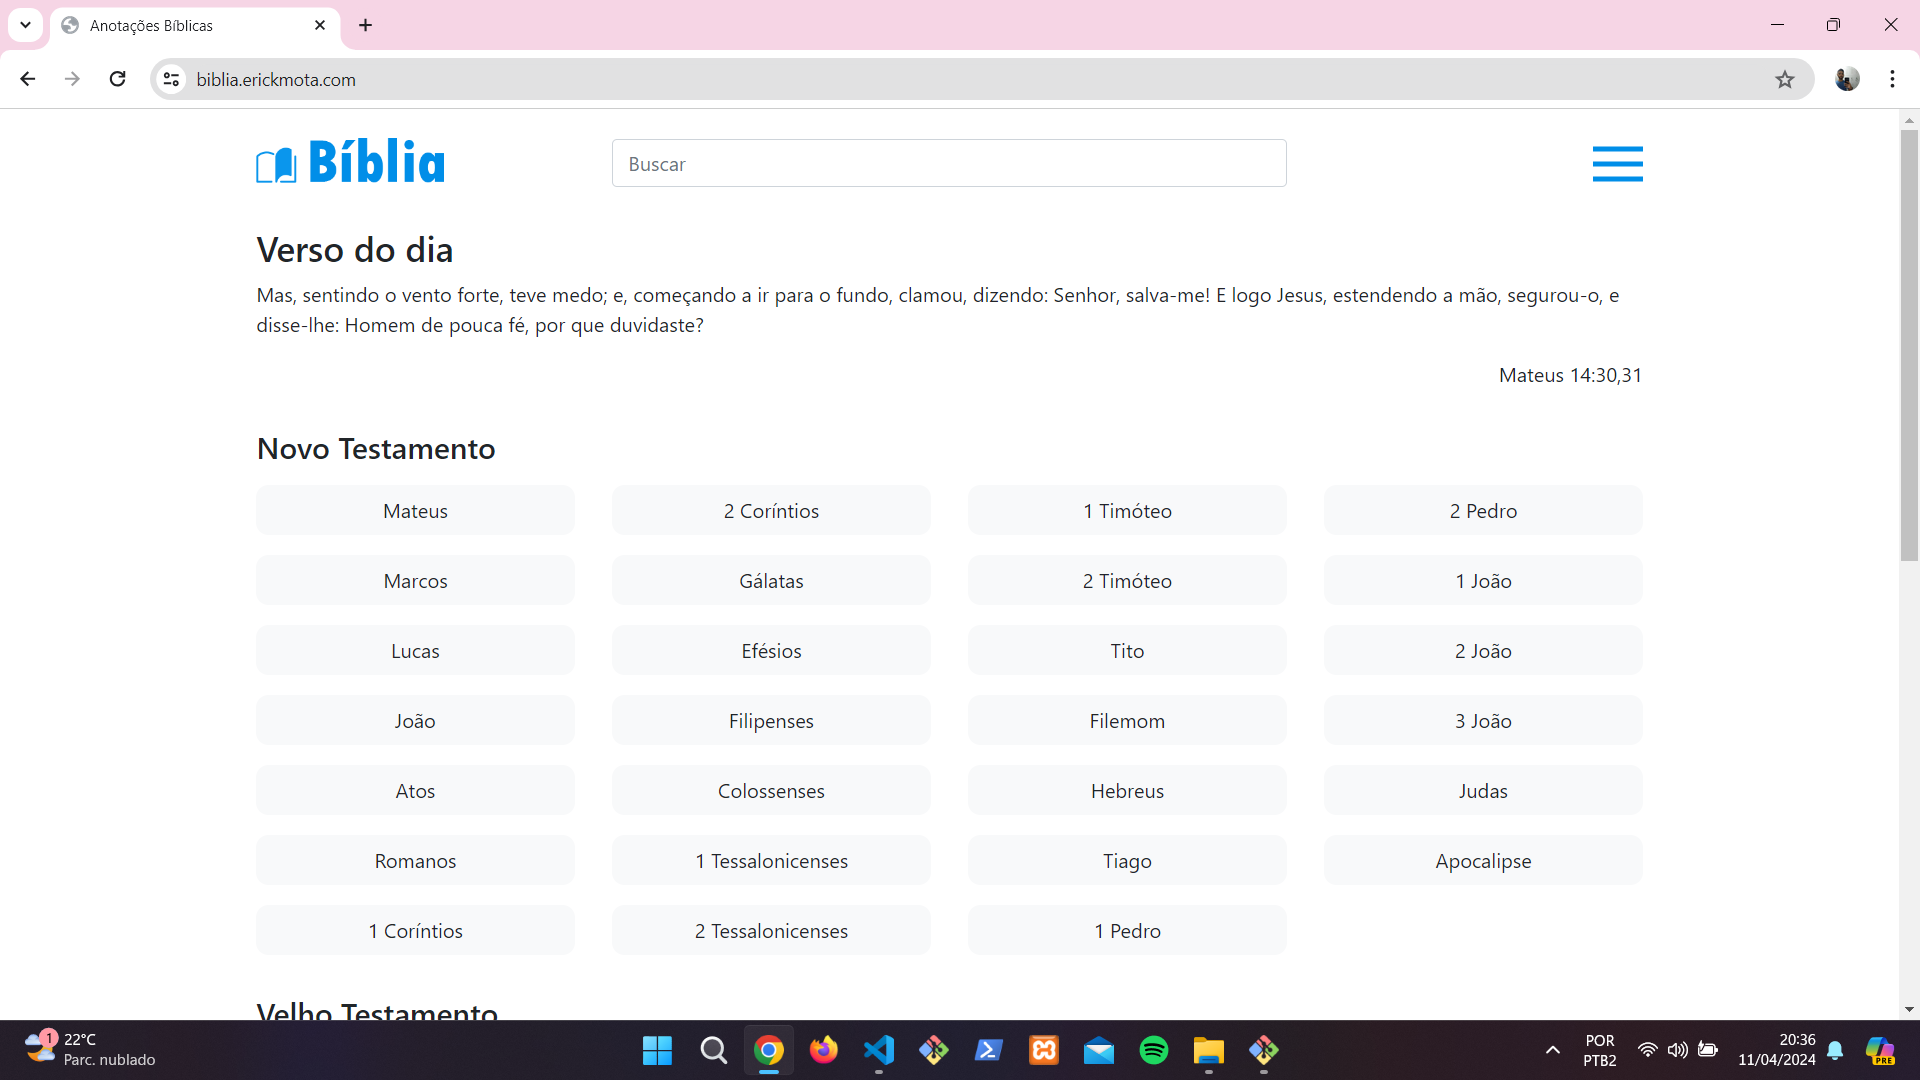 Anotações Bíblicas
biblia.erickmota.com
Bíblia
Buscar
Verso do dia
Mas, sentindo o vento forte, teve medo; e, começando a ir para o fundo, clamou, dizendo: Senhor, salva-me! E logo Jesus, estendendo a mão, segurou-o, e
disse-lhe: Homem de pouca fé, por que duvidaste?
Mateus 14:30,31
Novo Testamento
Mateus 2 Coríntios 1 Timóteo 2 Pedro
Marcos Gálatas 2 Timóteo 1 João
Lucas Efésios Tito 2 João
João Filipenses Filemom 3 João
Atos Colossenses Hebreus Judas
Romanos 1 Tessalonicenses Tiago Apocalipse
1 Coríntios 2 Tessalonicenses 1 Pedro
Velho Testamento
1
22°C
Parc. nublado
POR
PTB2
20:36
11/04/2024
PRE